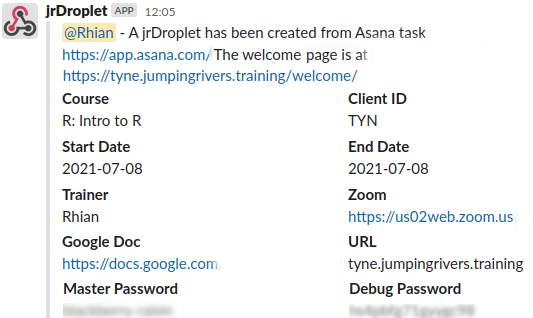 jrDroplet APP 12:05
@Rhian - A jrDroplet has been created from Asana task
https://app.asana.com/ The welcome page is at
https://tyne.jumpingrivers.training/welcome/
Course Client ID
R: Intro to R TYN
Start Date End Date
2021-07-08 2021-07-08
Trainer Zoom
Rhian https://us02web.zoom.us
Google Doc URL
https://docs.google.com tyne.jumpingrivers.training
Master Password Debug Password